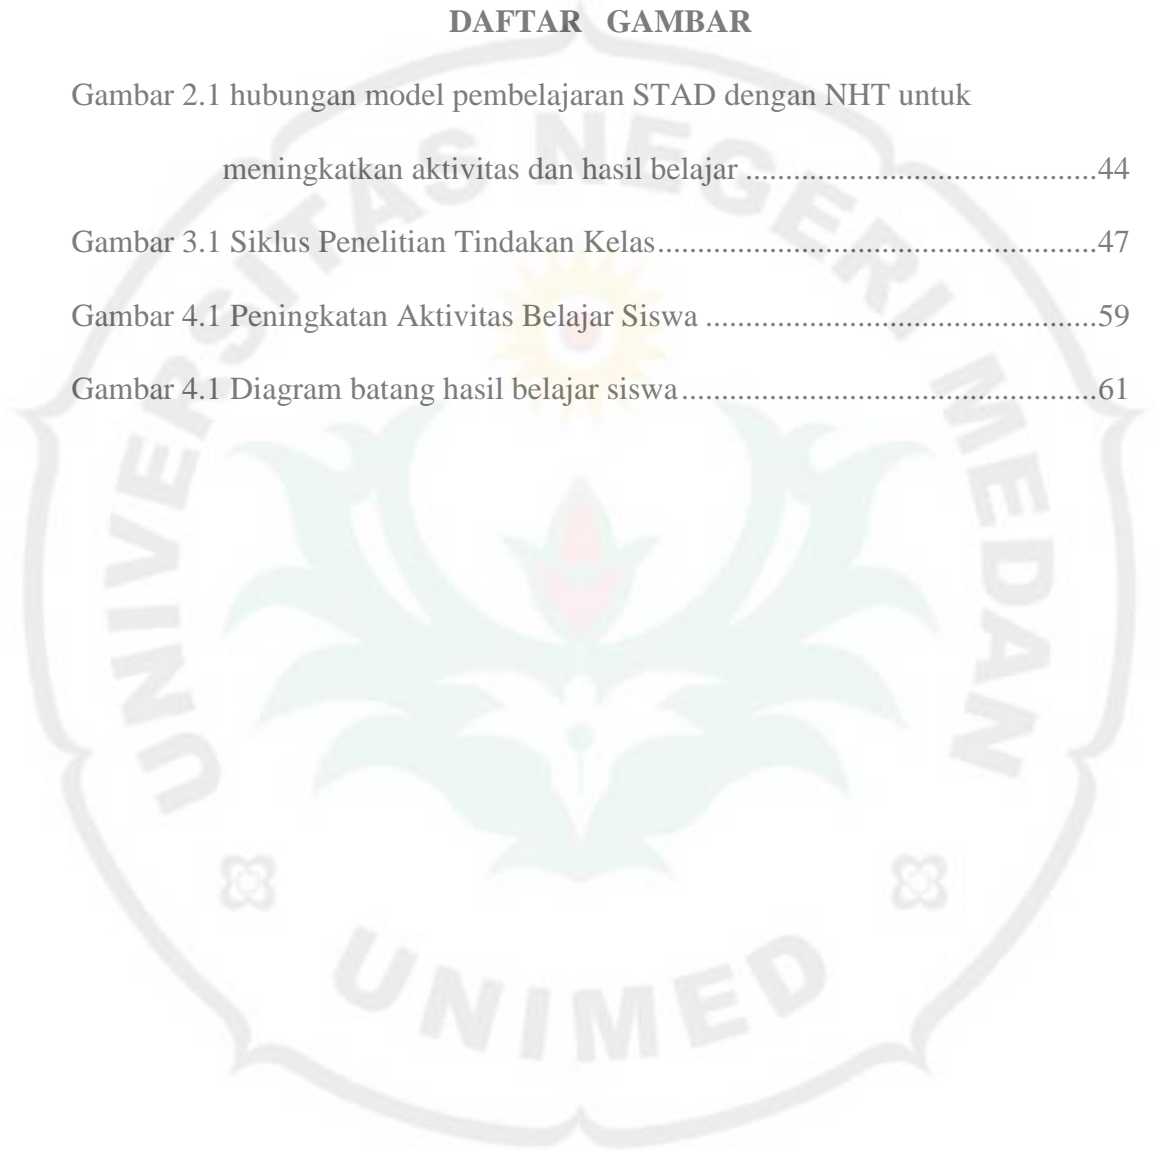 DAFTAR GAMBAR
Gambar 2.1 hubungan model pembelajaran STAD dengan NHT untuk
meningkatkan aktivitas dan hasil belajar ............................................44
Gambar 3.1 Siklus Penelitian Tindakan Kelas.......................................................47
Gambar 4.1 Peningkatan Aktivitas Belajar Siswa .................................................59
Gambar 4.1 Diagram batang hasil belajar siswa....................................................61
UNIVERSITAS NEGERI MEDAN
UNIMED